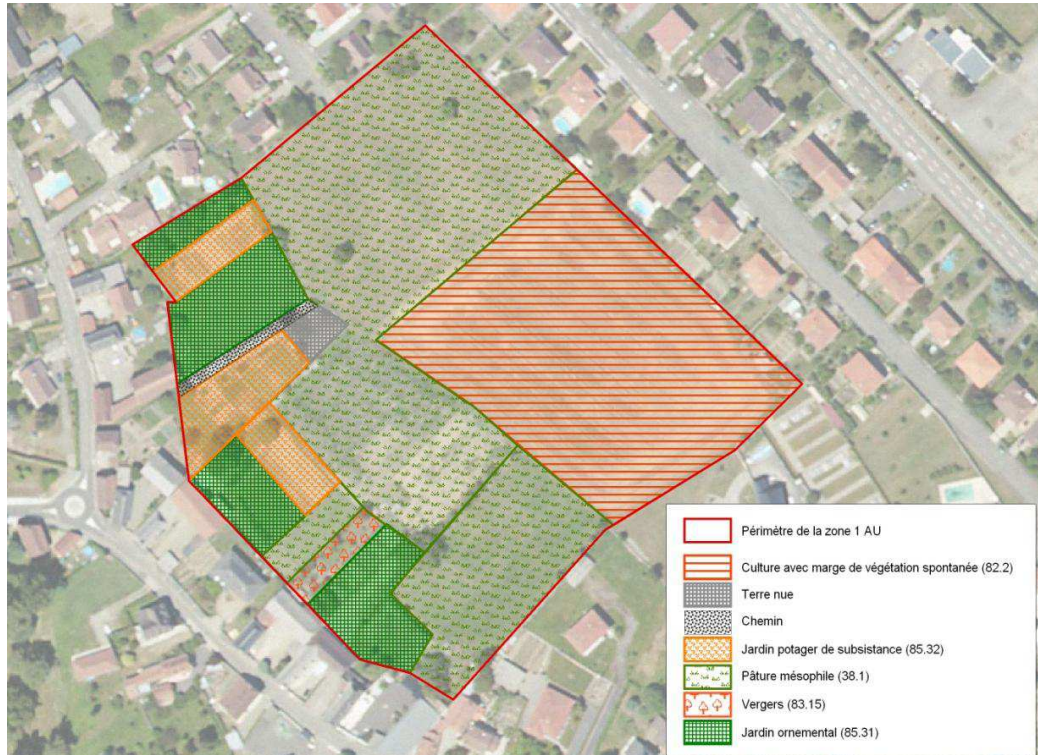 Périmètre de la zone 1 AU
Culture avec marge de végétation spontanée (82.2)
Terre nue
Chemin
Jardin potager de subsistance (85.32)
Pâture mésophile (38.1)
Vergers (83.15)
Jardin ornemental (85.31)